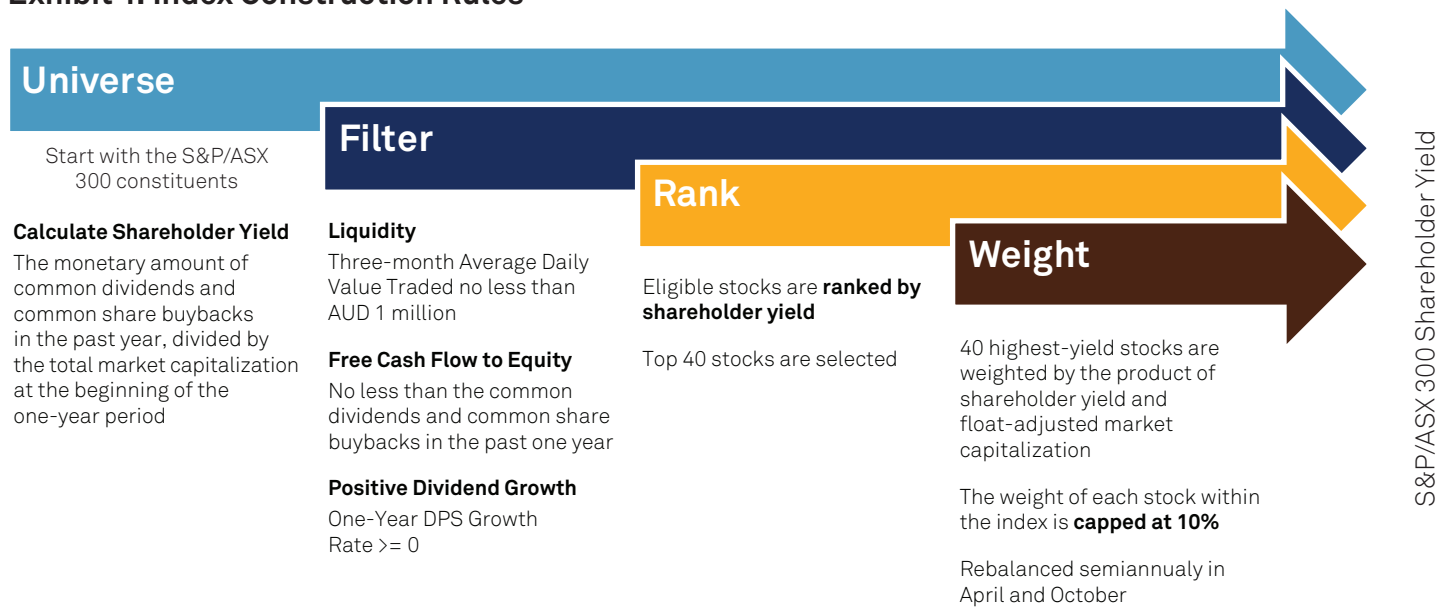 Universe
Start with the S&P/ASX
300 constituents
Calculate Shareholder Yield
The monetary amount of
common dividends and
common share buybacks
in the past year, divided by
the total market capitalization
at the beginning of the
one-year period
Filter
Liquidity
Three-month Average Daily
Value Traded no less than
AUD 1 million
Free Cash Flow to Equity
No less than the common
dividends and common share
buybacks in the past one year
Positive Dividend Growth
One-Year DPS Growth
Rate >= 0
Rank
Eligible stocks are ranked by
shareholder yield
Top 40 stocks are selected
Weight
40 highest-yield stocks are
weighted by the product of
shareholder yield and
float-adjusted market
capitalization
The weight of each stock within
the index is capped at 10%
Rebalanced semiannualy in
April and October
S&P/ASX 300 Shareholder Yield